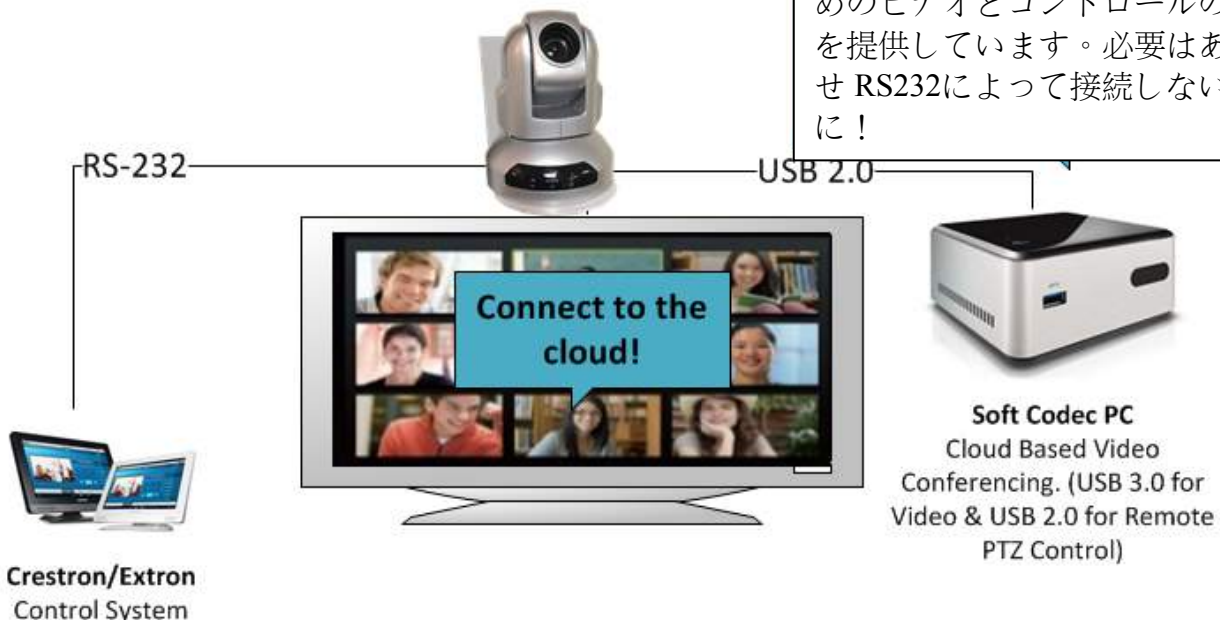 めのビデオとコントロールの
を提供しています。必要はあ
せ RS232によって接続しない
に！
RS-232
USB 2.0
Connect to the
cloud!
Soft Codec PC
Cloud Based Video
Conferencing. (USB 3.0 for
Video & USB 2.0 for Remote
PTZ Control)
Crestron/Extron
Control System